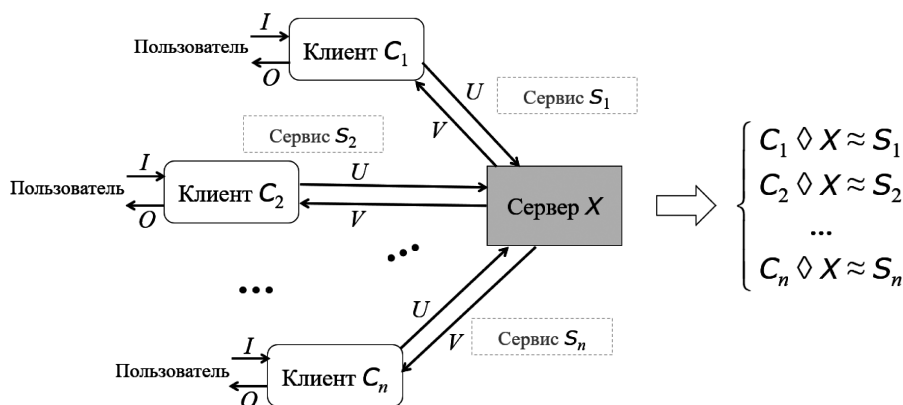 I
Пользователь
O
Клиент C1
U
V
Сервис S1
Сервис S2
I
Пользователь
O
Клиент C2
U
V
Сервер X
C1 ◊ X ≈ S1
C2 ◊ X ≈ S2
...
Cn ◊ X ≈ Sn
...
...
U
V
Сервис Sn
I
Пользователь
O
Клиент Cn